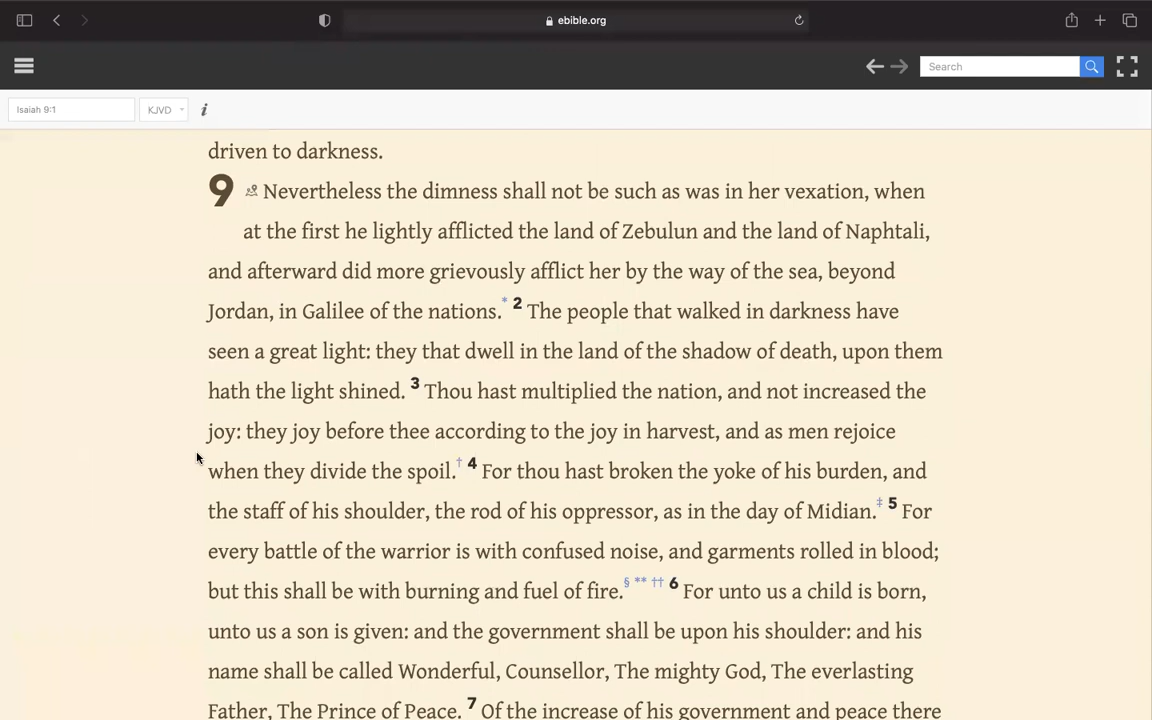 ebible.org
Search
Isaiah 9:1
KJVD
i
driven to darkness.
9 Nevertheless the dimness shall not be such as was in her vexation, when
at the first he lightly afflicted the land of Zebulun and the land of Naphtali,
and afterward did more grievously afflict her by the way of the sea, beyond
Jordan, in Galilee of the nations.* 2 The people that walked in darkness have
seen a great light: they that dwell in the land of the shadow of death, upon them
hath the light shined. 3 Thou hast multiplied the nation, and not increased the
joy: they joy before thee according to the joy in harvest, and as men rejoice
when they divide the spoil.† 4 For thou hast broken the yoke of his burden, and
the staff of his shoulder, the rod of his oppressor, as in the day of Midian.‡ 5 For
every battle of the warrior is with confused noise, and garments rolled in blood;
but this shall be with burning and fuel of fire.§ ** †† 6 For unto us a child is born,
unto us a son is given: and the government shall be upon his shoulder: and his
name shall be called Wonderful, Counsellor, The mighty God, The everlasting
Father, The Prince of Peace. 7 Of the increase of his government and peace there